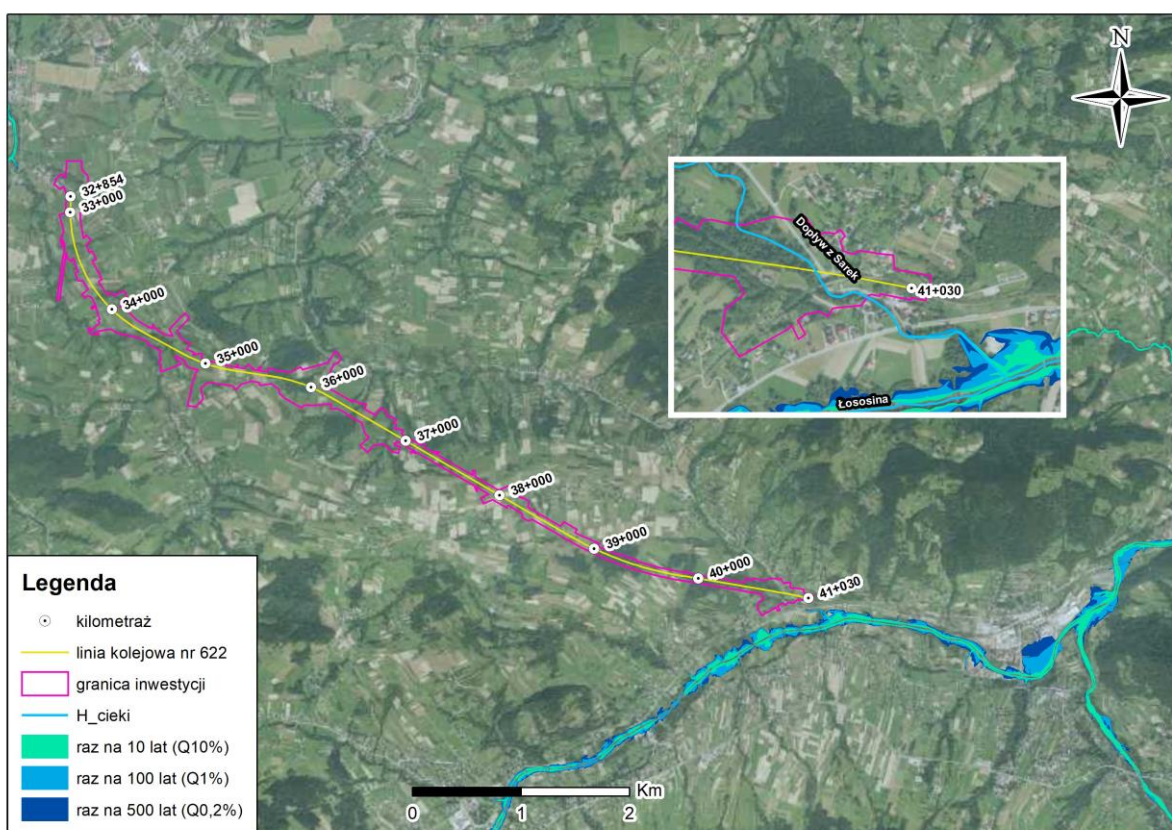 N
32+854
33+000
34+000
35+000
36+000
37+000
38+000
39+000
40+000
41+030
Dopływ z Sarek
41+030
Łososina
Legenda
kilometraż
linia kolejowa nr 622
granica inwestycji
H_cieki
raz na 10 lat (Q10%)
raz na 100 lat (Q1%)
raz na 500 lat (Q0,2%)
Km
0 1 2